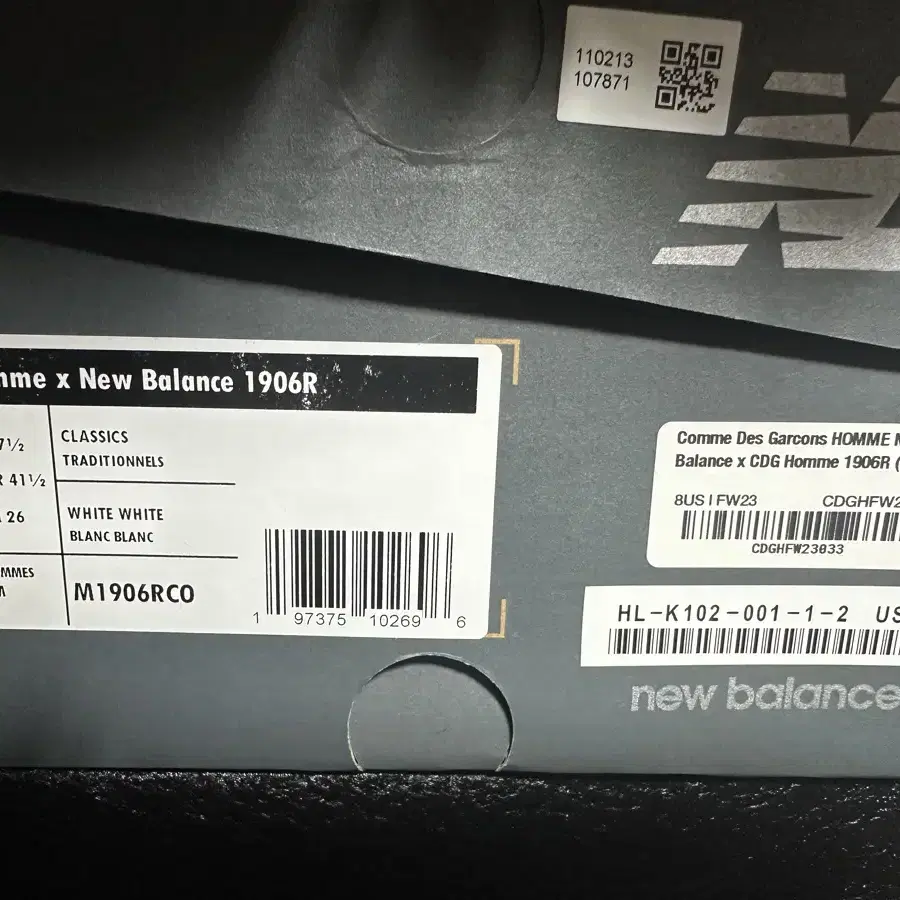 110213
107871
mme x New Balance 1906R
7½
R 41½
26
MMES
CLASSICS
TRADITIONNELS
WHITE WHITE
BLANC BLANC
M1906RCO
1 97375 10269 6
Comme Des Garcons HOMME N
Balance x CDG Homme 1906R (
8US | FW23 CDGHFW2
CDGHFW23033
HL-K102-001-1-2 US
new balance